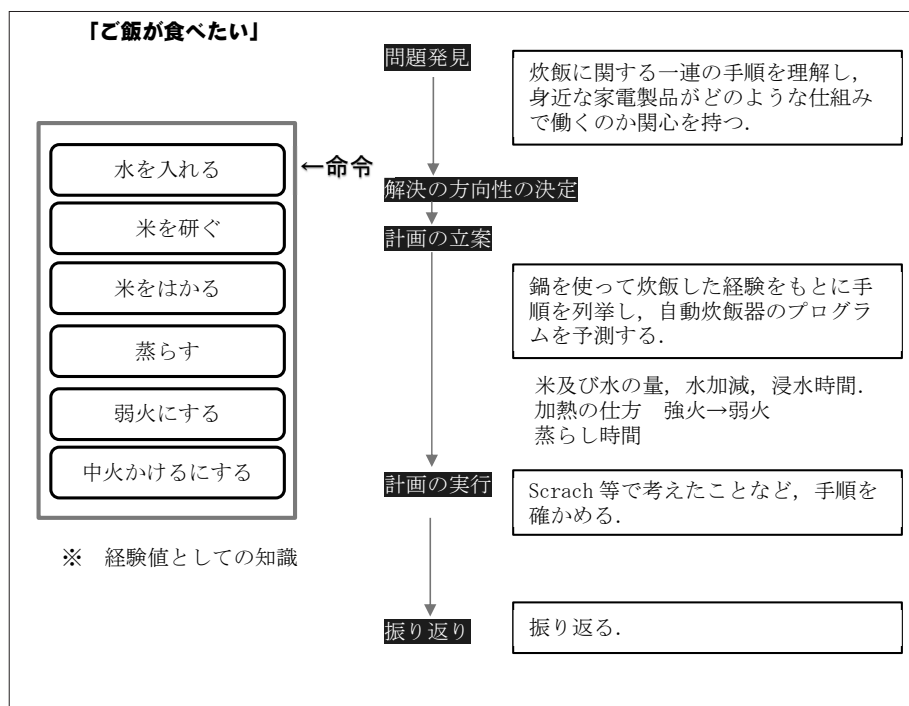 「ご飯が食べたい」
水を入れる
←命令
米を研ぐ
米をはかる
蒸らす
弱火にする
中火かけるにする
※　経験値としての知識
問題発見
炊飯に関する一連の手順を理解し，
身近な家電製品がどのような仕組み
で働くのか関心を持つ．
解決の方向性の決定
計画の立案
鍋を使って炊飯した経験をもとに手
順を列挙し，自動炊飯器のプログラ
ムを予測する．
米及び水の量，水加減，浸水時間．
加熱の仕方　強火→弱火
蒸らし時間
計画の実行
Scrach 等で考えたことなど，手順を
確かめる．
振り返り
振り返る．